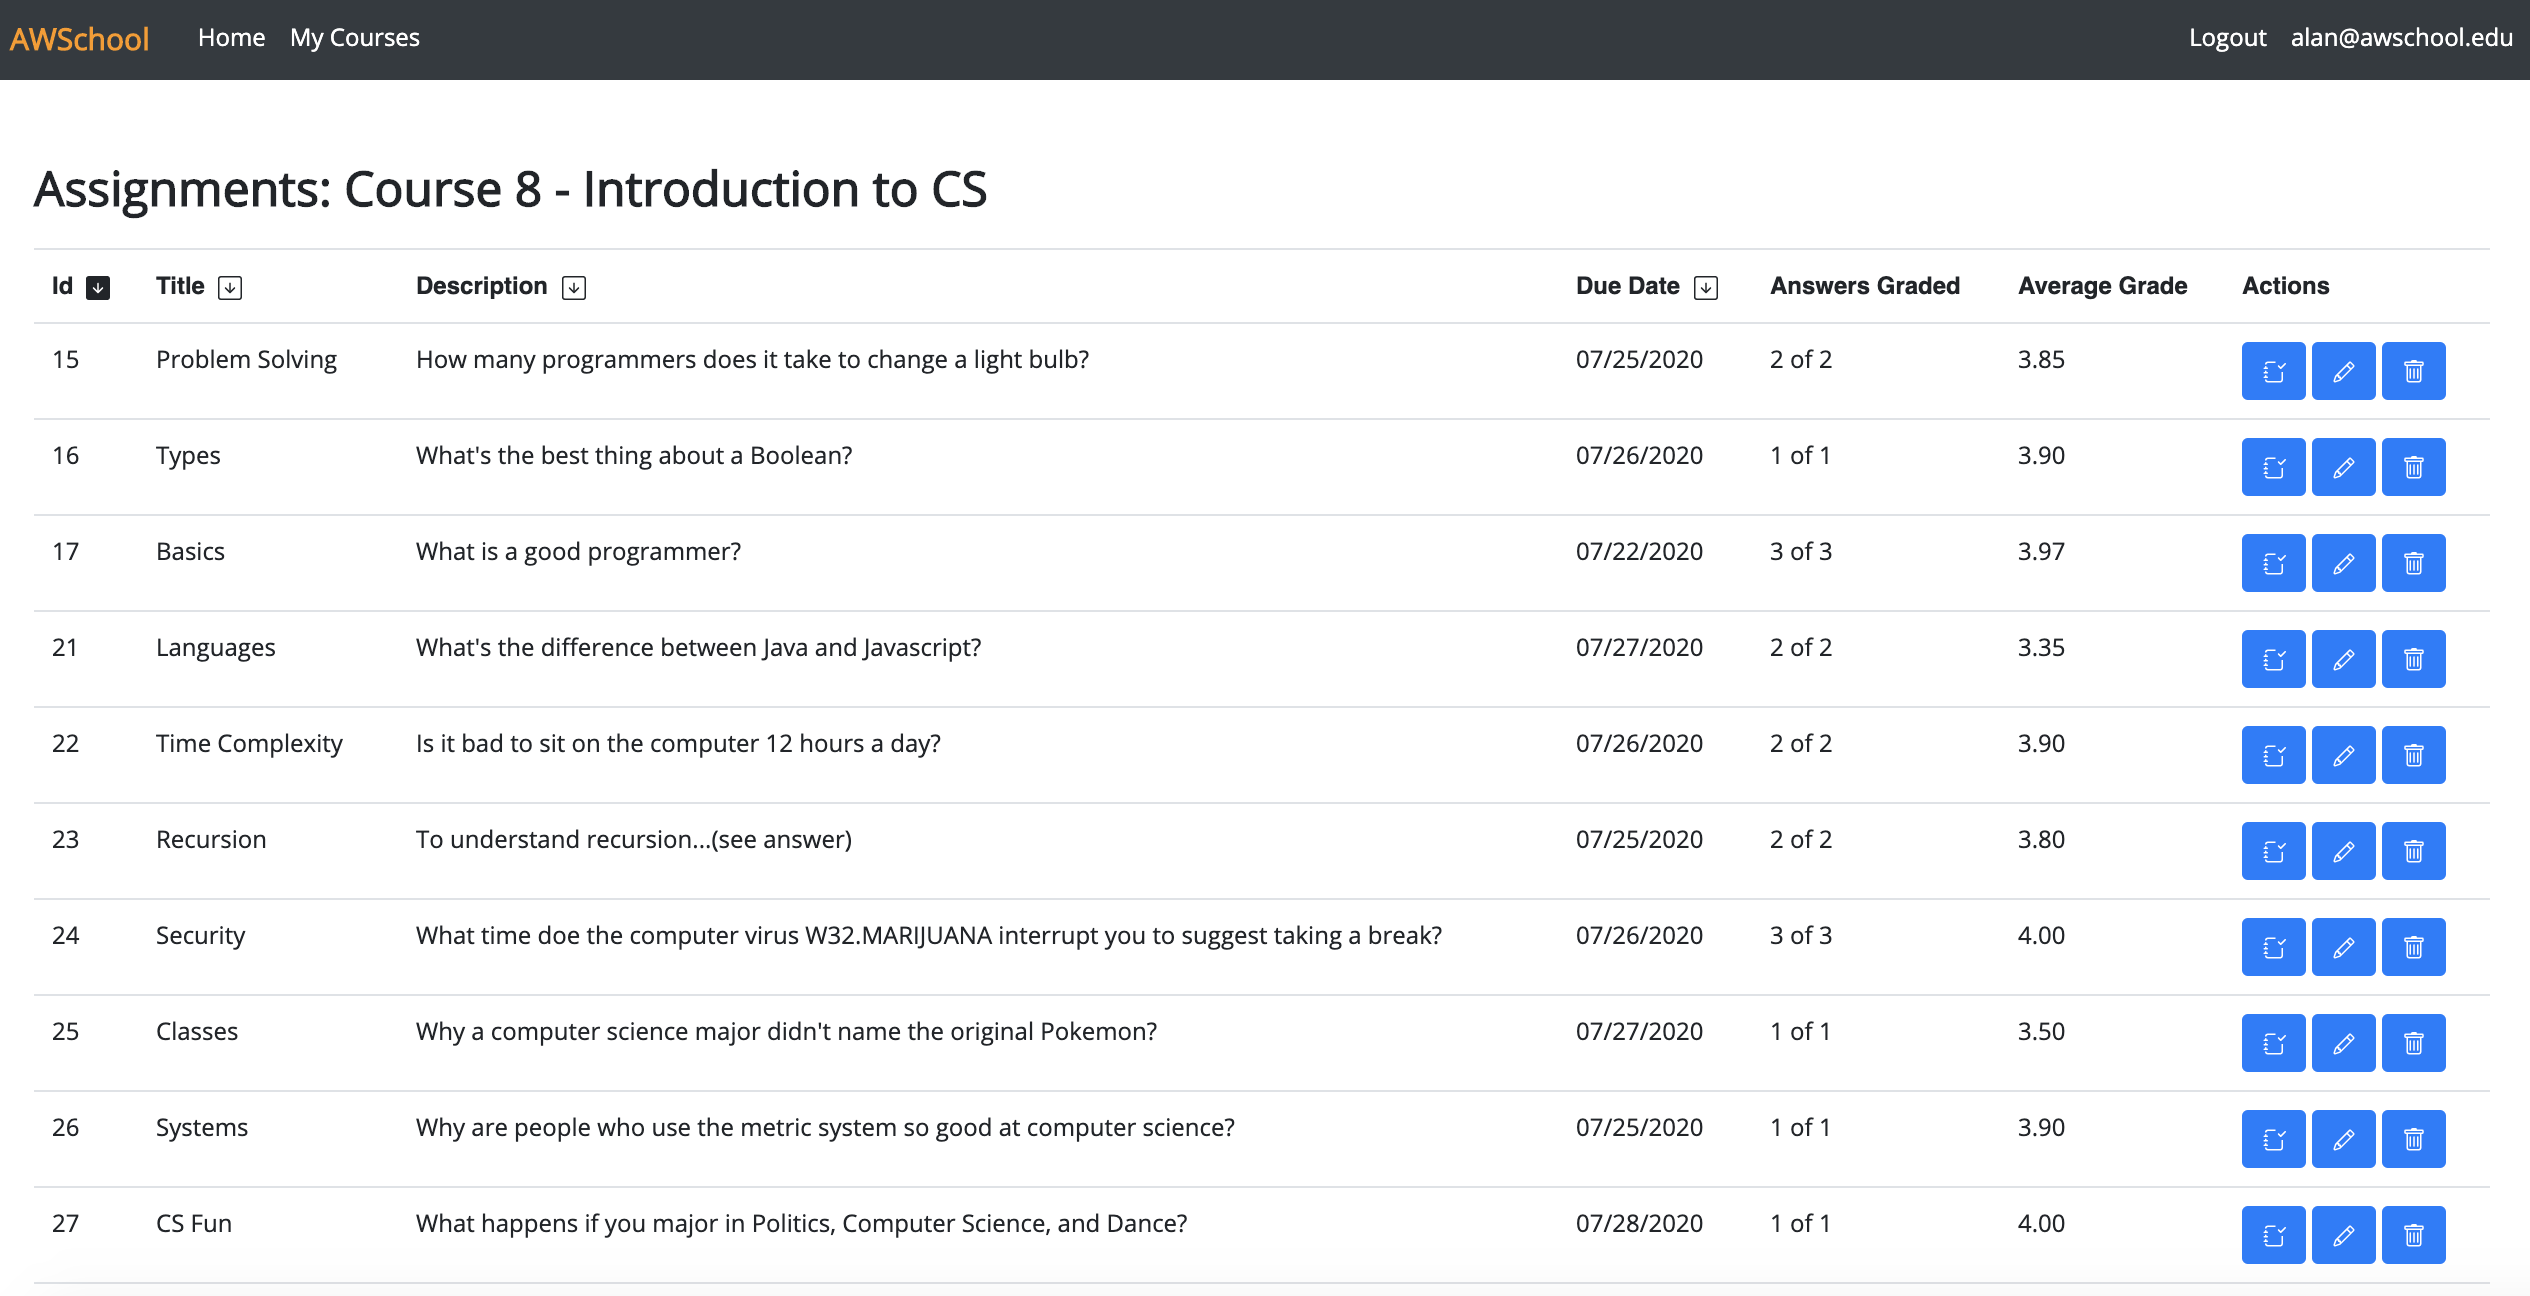 AWSchool Home My Courses Logout alan@awschool.edu
Assignments: Course 8 - Introduction to CS
Id Title Description Due Date Answers Graded Average Grade Actions
15 Problem Solving How many programmers does it take to change a light bulb? 07/25/2020 2 of 2 3.85
16 Types What's the best thing about a Boolean? 07/26/2020 1 of 1 3.90
17 Basics What is a good programmer? 07/22/2020 3 of 3 3.97
21 Languages What's the difference between Java and Javascript? 07/27/2020 2 of 2 3.35
22 Time Complexity Is it bad to sit on the computer 12 hours a day? 07/26/2020 2 of 2 3.90
23 Recursion To understand recursion...(see answer) 07/25/2020 2 of 2 3.80
24 Security What time doe the computer virus W32.MARIJUANA interrupt you to suggest taking a break? 07/26/2020 3 of 3 4.00
25 Classes Why a computer science major didn't name the original Pokemon? 07/27/2020 1 of 1 3.50
26 Systems Why are people who use the metric system so good at computer science? 07/25/2020 1 of 1 3.90
27 CS Fun What happens if you major in Politics, Computer Science, and Dance? 07/28/2020 1 of 1 4.00